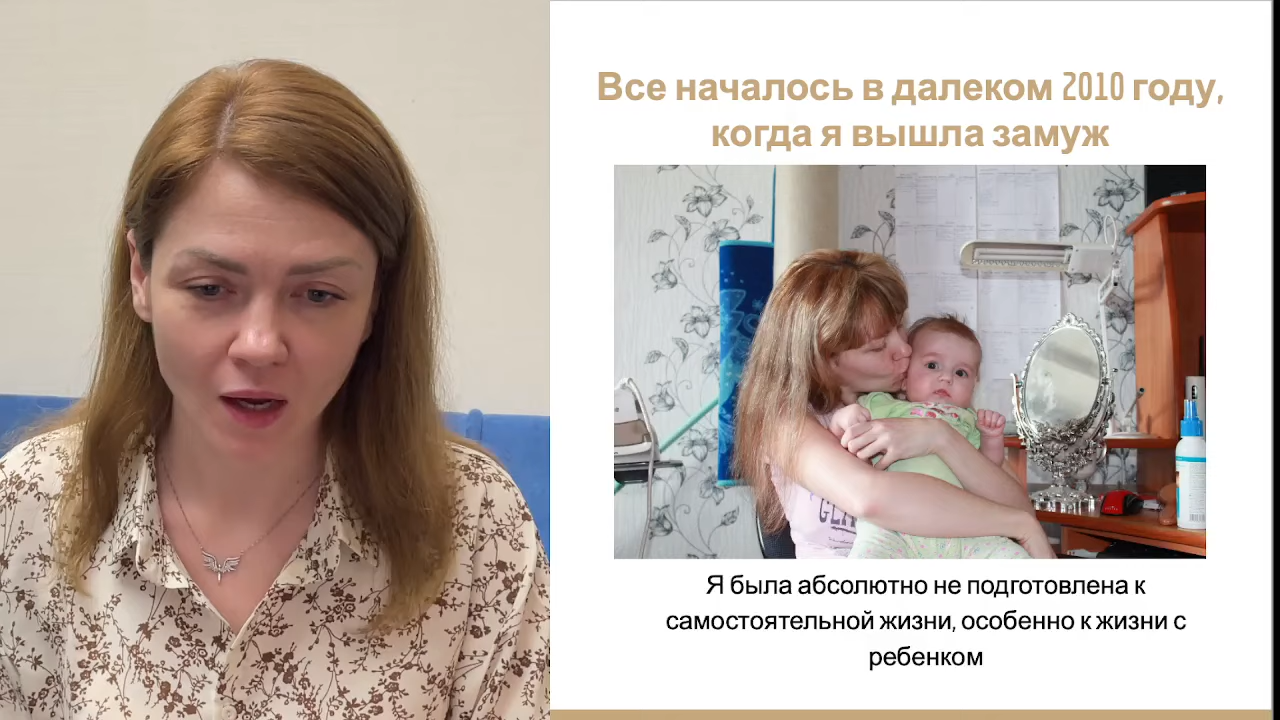 Все началось в далеком 2010 году,
когда я вышла замуж
Я была абсолютно не подготовлена к
самостоятельной жизни, особенно к жизни с
ребенком